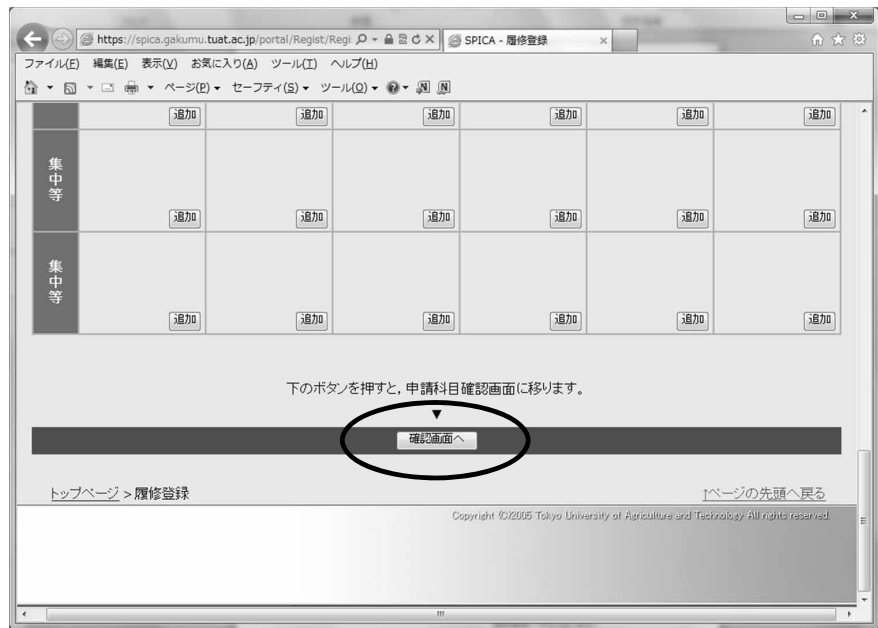 https://spica.gakumu.tuat.ac.jp/portal/Regist/Regi
SPICA - 履修登録
ファイル(F) 編集(E) 表示(V) お気に入り(A) ツール(T) ヘルプ(H)
ページ(P) セーフティ(S) ツール(O)
追加 追加 追加 追加 追加 追加
集中等
追加 追加 追加 追加 追加 追加
集中等
追加 追加 追加 追加 追加 追加
下のボタンを押すと, 申請科目確認画面に移ります。
▼
確認画面へ
トップページ > 履修登録
↑ページの先頭へ戻る
Copyright (C)2005 Tokyo University of Agriculture and Technology All rights reserved.